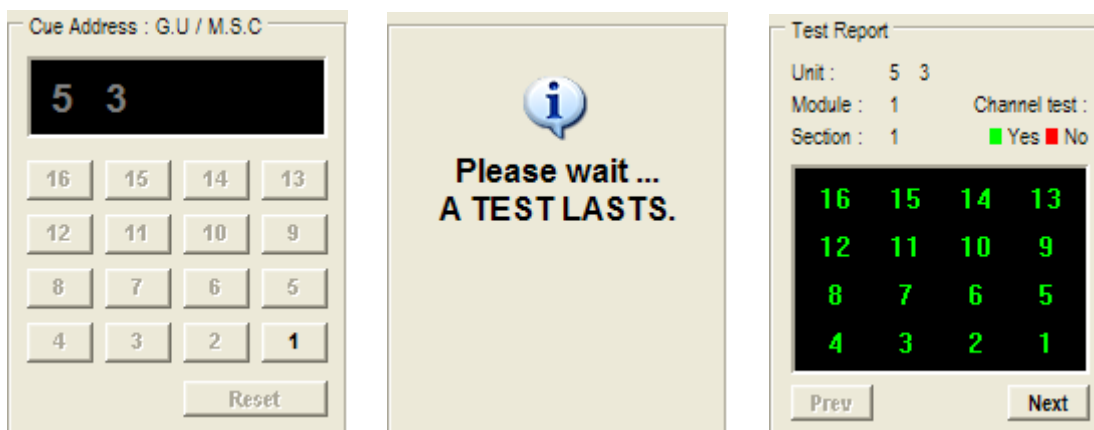 Cue Address : G.U / M.S.C
5 3
16 15 14 13
12 11 10 9
8 7 6 5
4 3 2 1
Reset
Please wait ...
A TEST LASTS.
Test Report
Unit : 5 3
Module : 1 Channel test :
Section : 1 Yes No
16 15 14 13
12 11 10 9
8 7 6 5
4 3 2 1
Prev Next